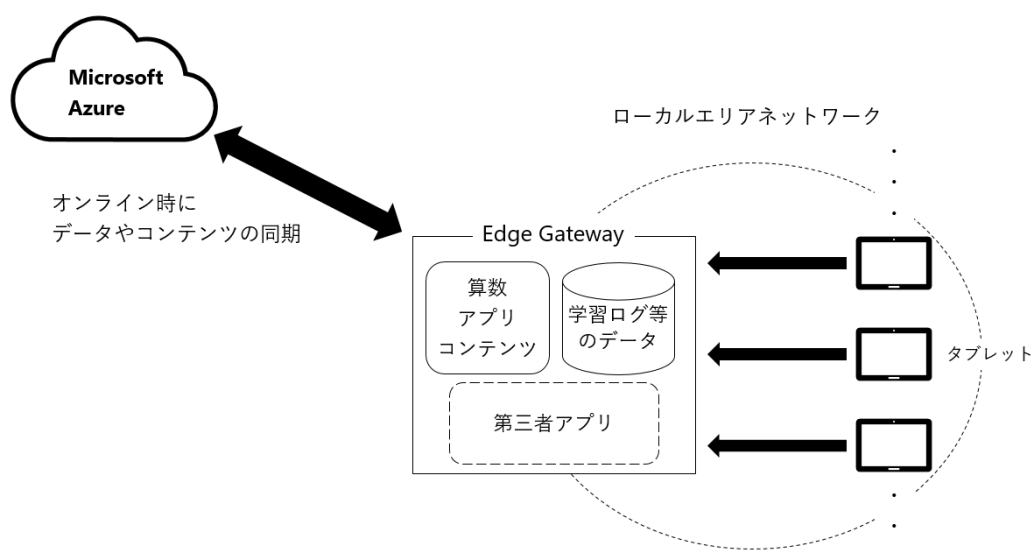 Microsoft
Azure
ローカルエリアネットワーク
オンライン時に
データやコンテンツの同期
Edge Gateway
算数
アプリ
コンテンツ
学習ログ等
のデータ
タブレット
第三者アプリ